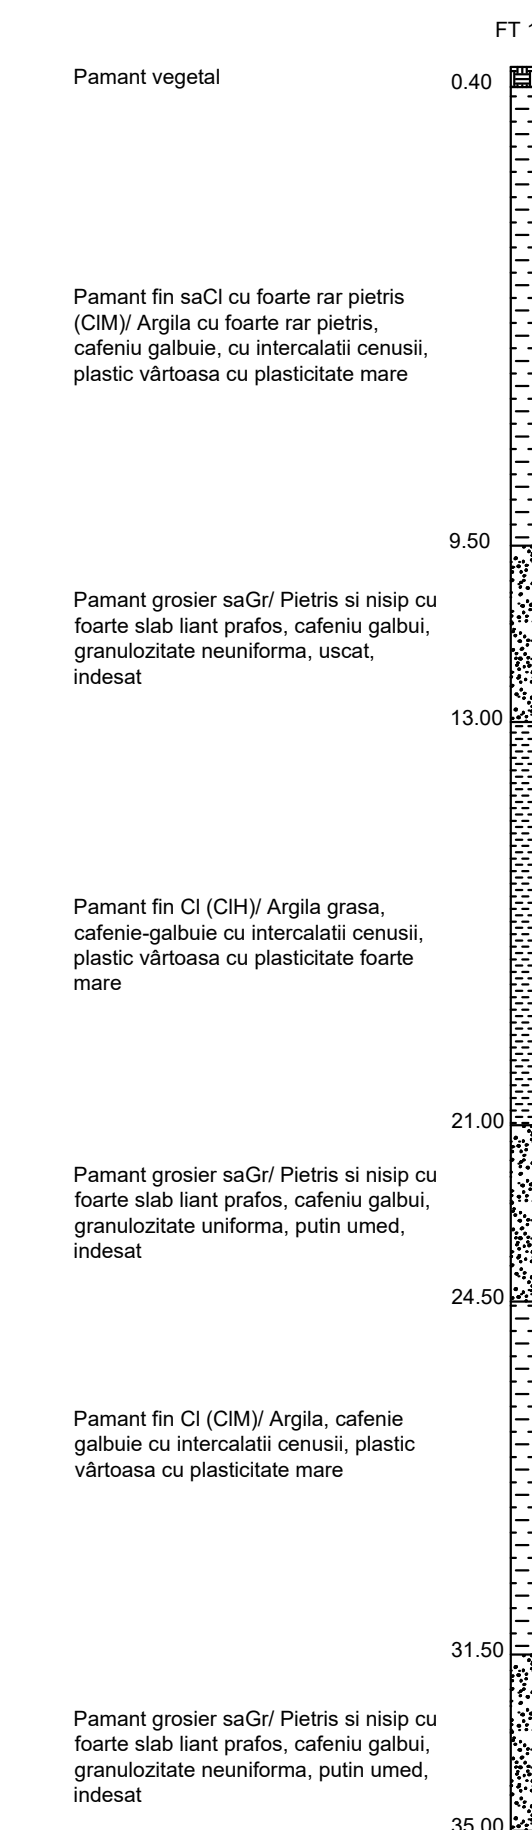 FT 1
Pamant vegetal
0.40
Pamant fin saCl cu foarte rar pietris
(ClM)/ Argila cu foarte rar pietris,
cafeniu galbuie, cu intercalatii cenusii,
plastic vârtoasa cu plasticitate mare
9.50
Pamant grosier saGr/ Pietris si nisip cu
foarte slab liant prafos, cafeniu galbui,
granulozitate neuniforma, uscat,
indesat
13.00
Pamant fin Cl (ClH)/ Argila grasa,
cafenie-galbuie cu intercalatii cenusii,
plastic vârtoasa cu plasticitate foarte
mare
21.00
Pamant grosier saGr/ Pietris si nisip cu
foarte slab liant prafos, cafeniu galbui,
granulozitate uniforma, putin umed,
indesat
24.50
Pamant fin Cl (ClM)/ Argila, cafenie
galbuie cu intercalatii cenusii, plastic
vârtoasa cu plasticitate mare
31.50
Pamant grosier saGr/ Pietris si nisip cu
foarte slab liant prafos, cafeniu galbui,
granulozitate neuniforma, putin umed,
indesat
35.00